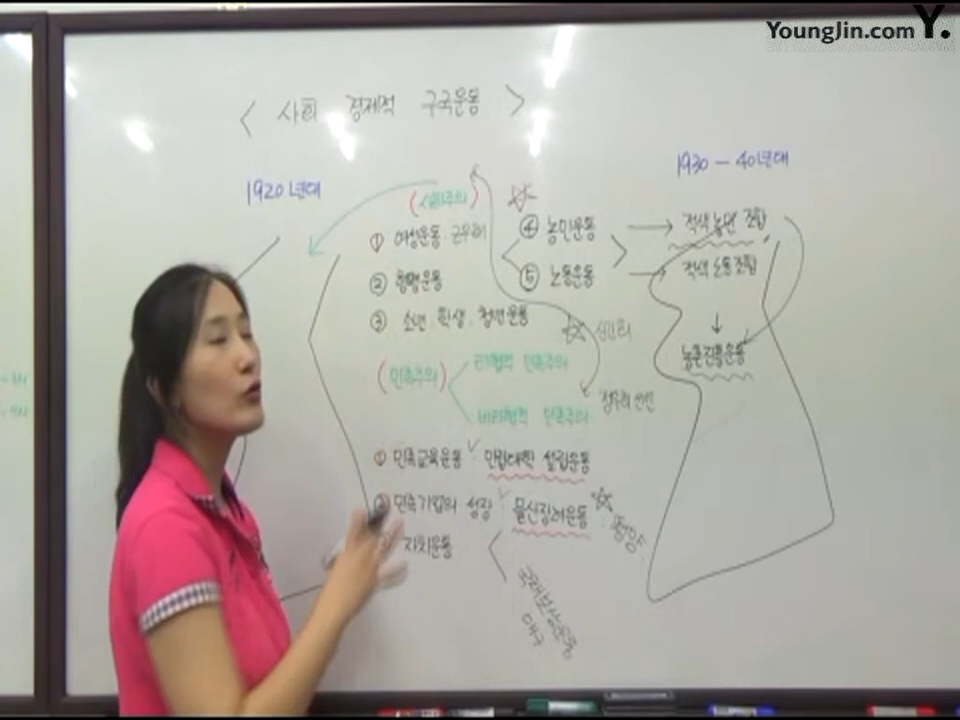 YoungJin.com Y.
< 사회 경제적 구국운동 >
1920년대
1930 - 40년대
(사회주의)
① 여성운동 · 근우회
② 형평운동
③ 소년 · 학생 · 청년운동
④ 농민운동 → 적색 농민 조합
⑤ 노동운동 → 적색 노동조합
↓
농촌진흥운동
신간회
정우회 선언
(민족주의)
타협적 민족주의
비타협적 민족주의
① 민족교육운동 ∨ 민립대학 설립운동
② 민족기업의 성장 ∨ 물산장려운동 ☆ : 평양
자치운동
국채보상운동
대구